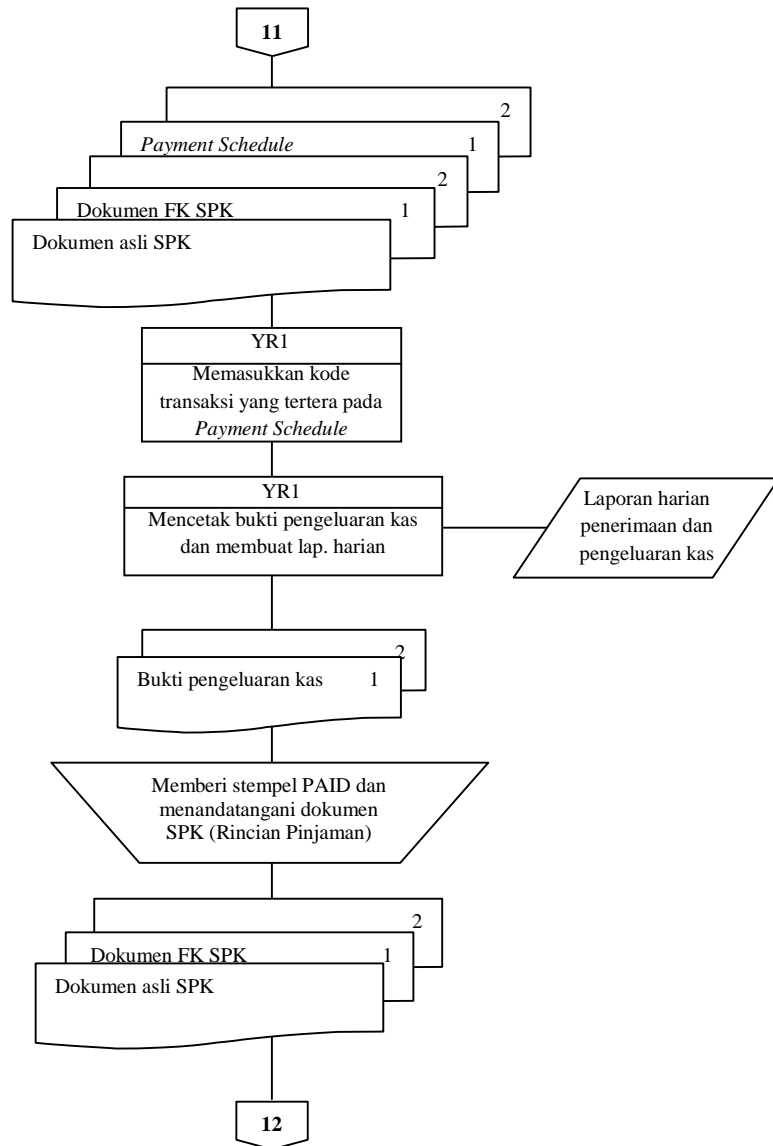 11
2
Payment Schedule 1
2
Dokumen FK SPK 1
Dokumen asli SPK
YR1
Memasukkan kode
transaksi yang tertera pada
Payment Schedule
YR1
Mencetak bukti pengeluaran kas
dan membuat lap. harian
Laporan harian
penerimaan dan
pengeluaran kas
2
Bukti pengeluaran kas 1
Memberi stempel PAID dan
menandatangani dokumen
SPK (Rincian Pinjaman)
2
Dokumen FK SPK 1
Dokumen asli SPK
12